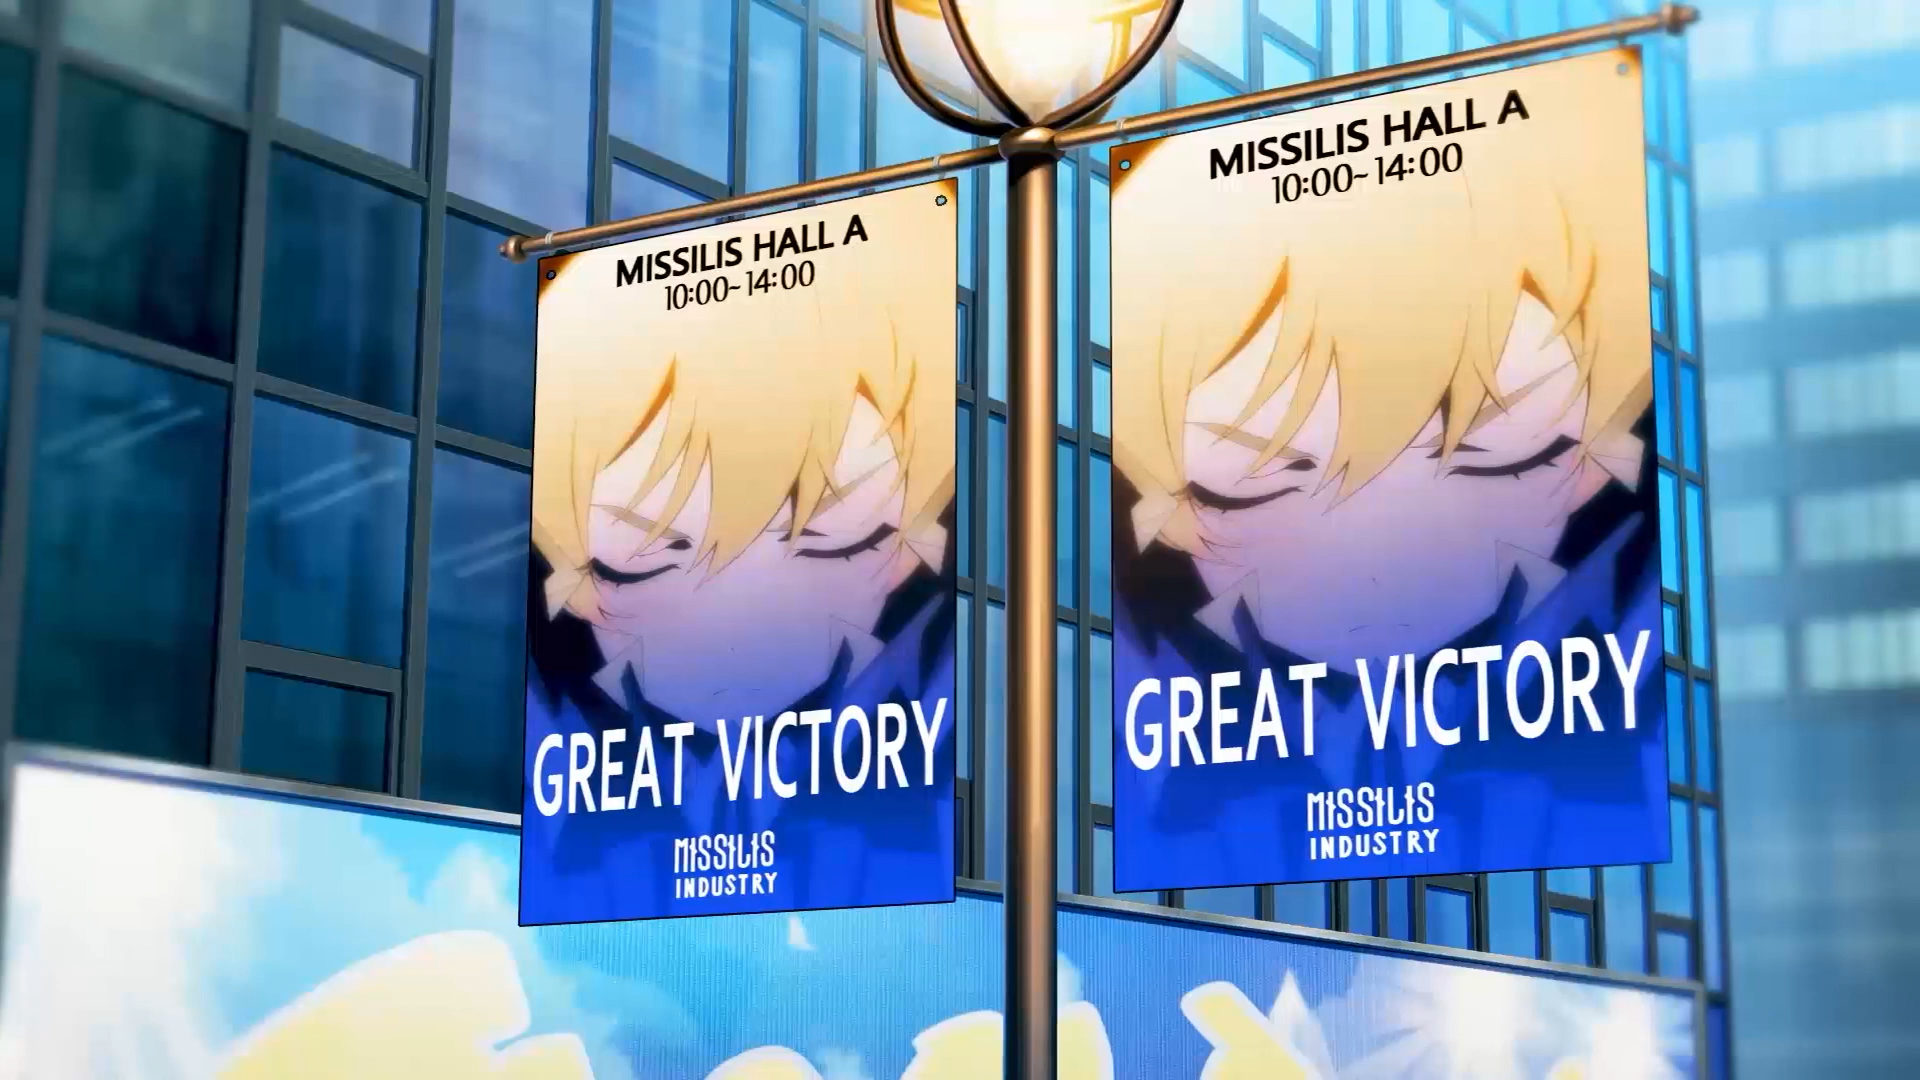 MISSILIS HALL A
10:00~14:00
GREAT VICTORY
MISSILIS
INDUSTRY
MISSILIS HALL A
10:00~14:00
GREAT VICTORY
MISSILIS
INDUSTRY